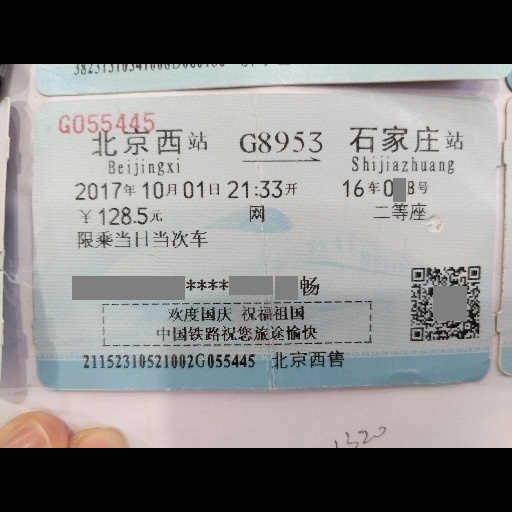 G055445
北京西站 G8953 石家庄站
Beijingxi Shijiazhuang
2017年10月01日21:33开 16车0 8号
￥128.5元 网 二等座
限乘当日当次车
**** 畅
欢度国庆 祝福祖国
中国铁路祝您旅途愉快
21152310521002G055445 北京西售
1320